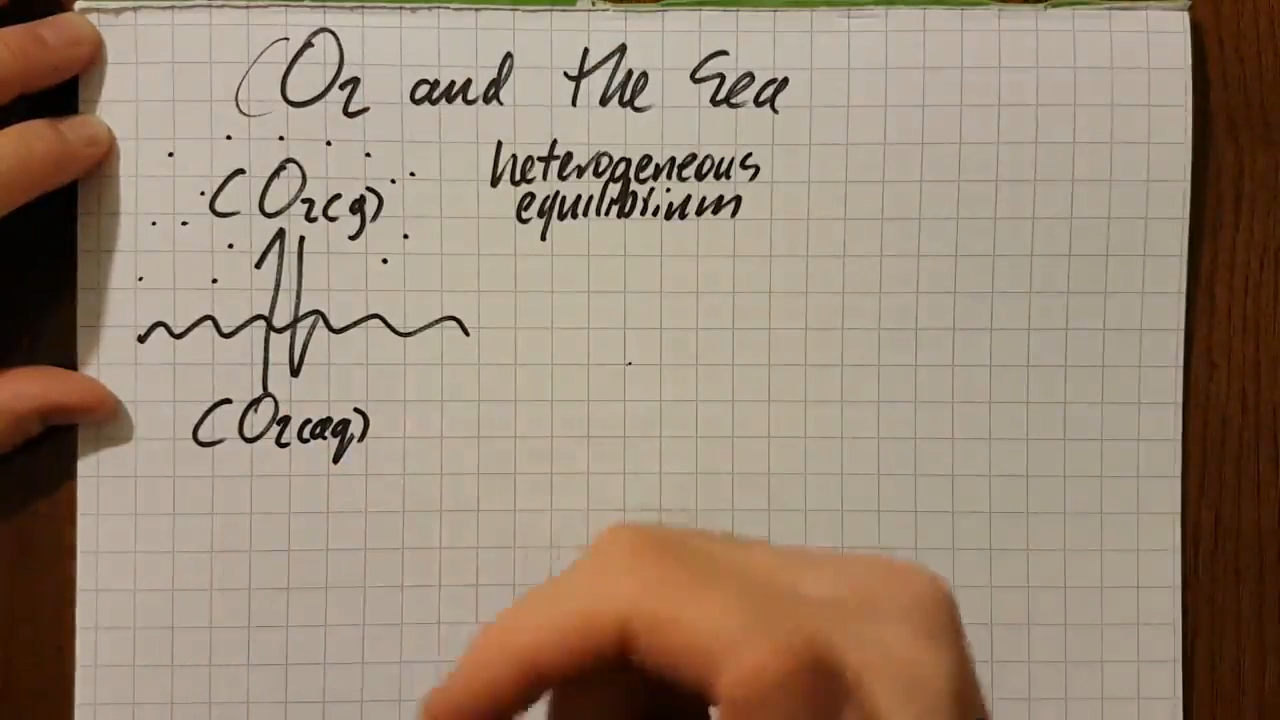 CO2 and the Sea
CO2(g)
heterogeneous
equilibrium
CO2(aq)